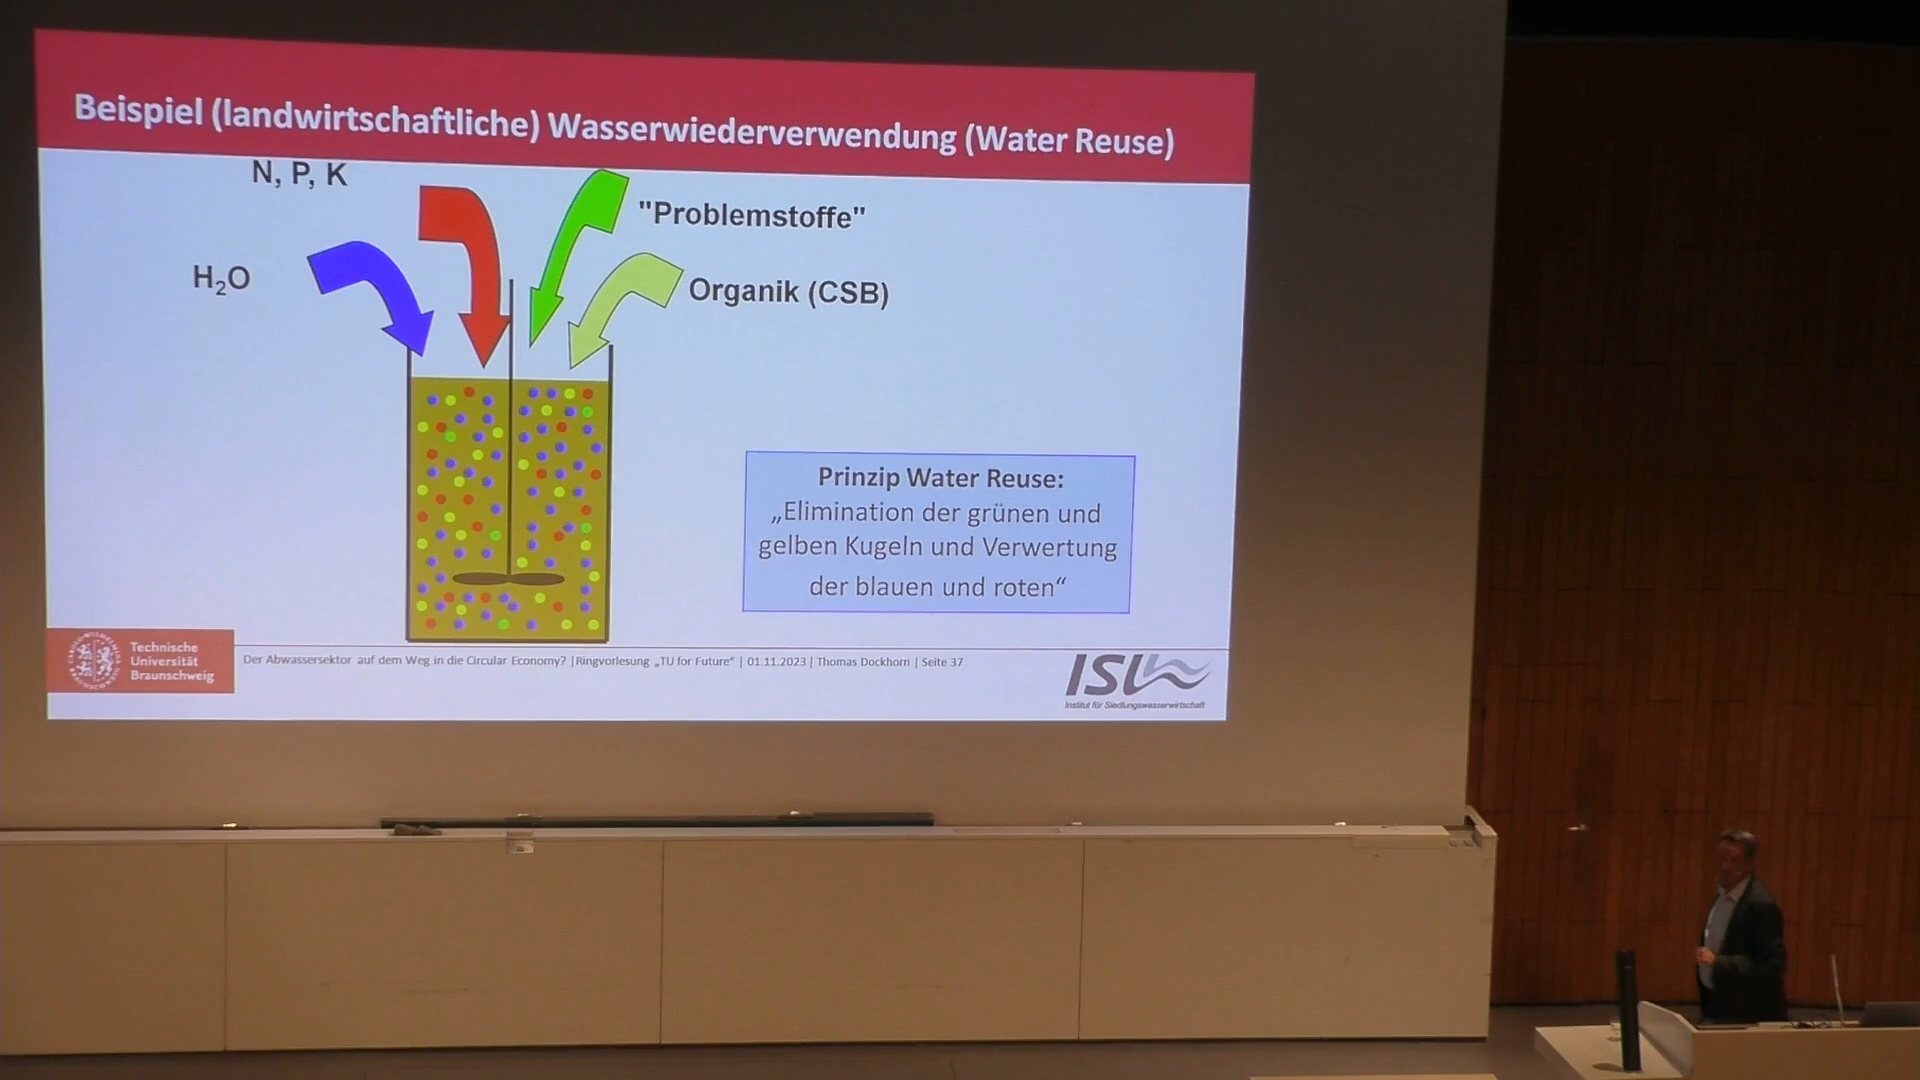 Beispiel (landwirtschaftliche) Wasserwiederverwendung (Water Reuse)
N, P, K
"Problemstoffe"
H₂O
Organik (CSB)
Prinzip Water Reuse:
„Elimination der grünen und
gelben Kugeln und Verwertung
der blauen und roten“
Technische
Universität
Braunschweig
Der Abwassersektor auf dem Weg in die Circular Economy? |Ringvorlesung „TU for Future“ | 01.11.2023 | Thomas Dockhorn | Seite 37
ISW
Institut für Siedlungswasserwirtschaft